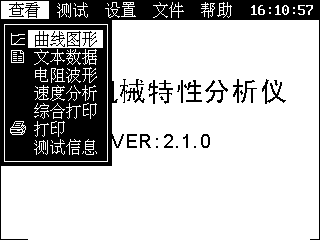 查看 测试 设置 文件 帮助 16:10:57
曲线图形
文本数据
电阻波形
速度分析
综合打印
打印
测试信息
机械特性分析仪
VER:2.1.0